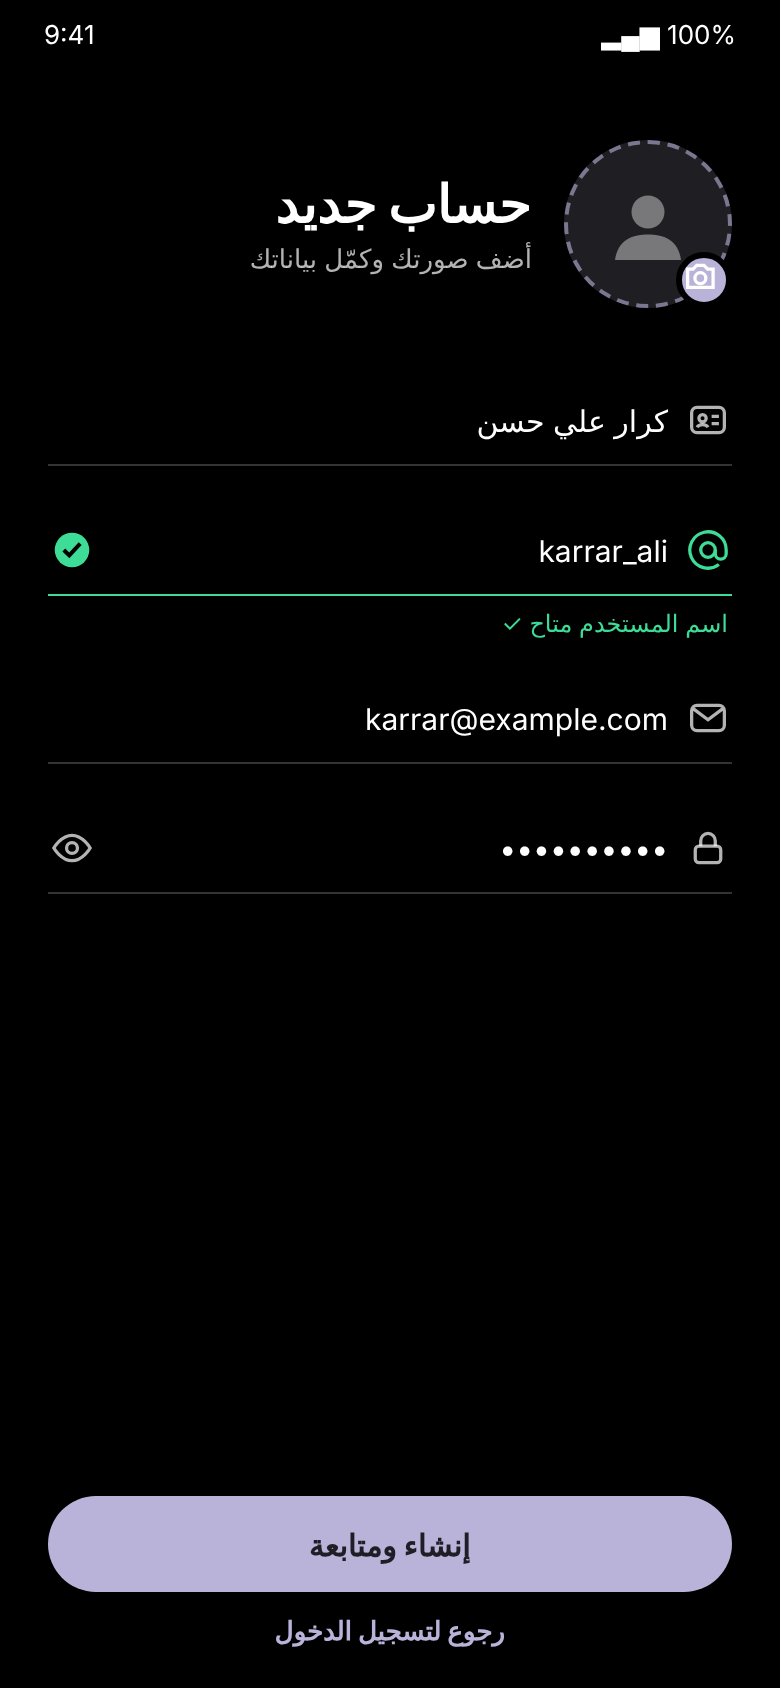 9:41 100%
حساب جديد
أضف صورتك وكمّل بياناتك
كرار علي حسن
karrar_ali
اسم المستخدم متاح ✓
karrar@example.com
••••••••••
إنشاء ومتابعة
رجوع لتسجيل الدخول